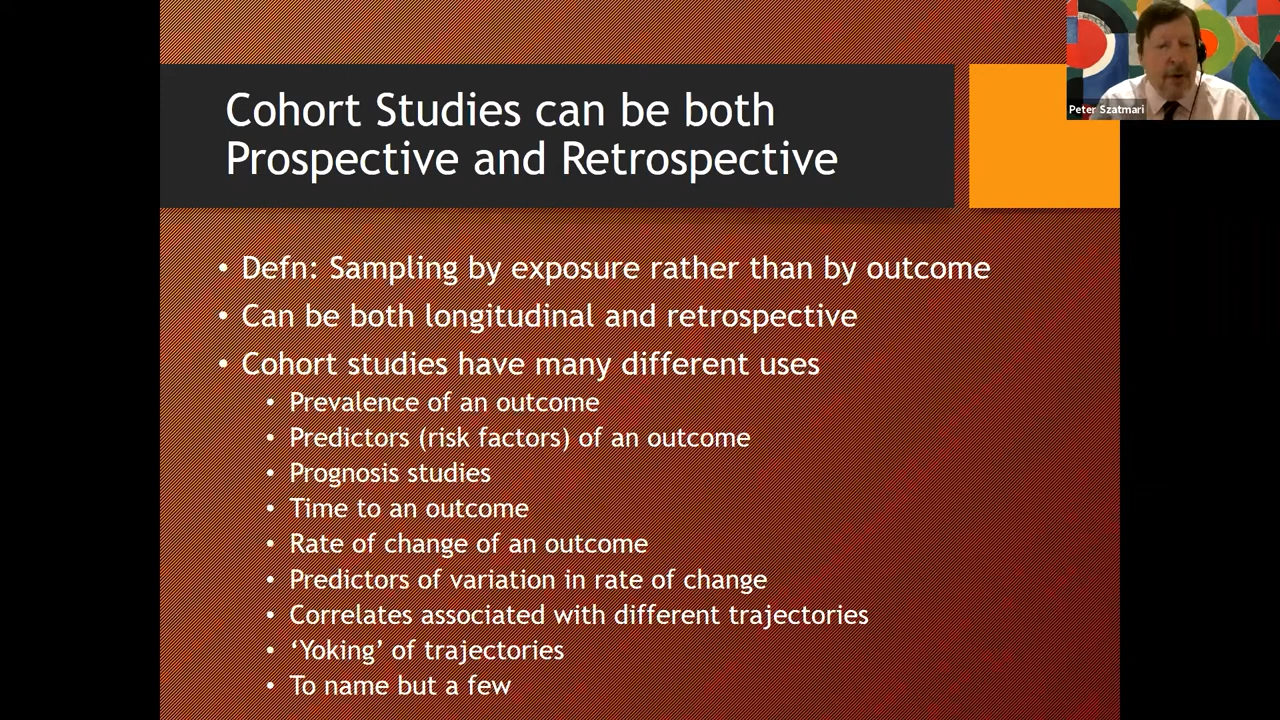 Cohort Studies can be both
Prospective and Retrospective
Peter Szatmari
• Defn: Sampling by exposure rather than by outcome
• Can be both longitudinal and retrospective
• Cohort studies have many different uses
• Prevalence of an outcome
• Predictors (risk factors) of an outcome
• Prognosis studies
• Time to an outcome
• Rate of change of an outcome
• Predictors of variation in rate of change
• Correlates associated with different trajectories
• ‘Yoking’ of trajectories
• To name but a few